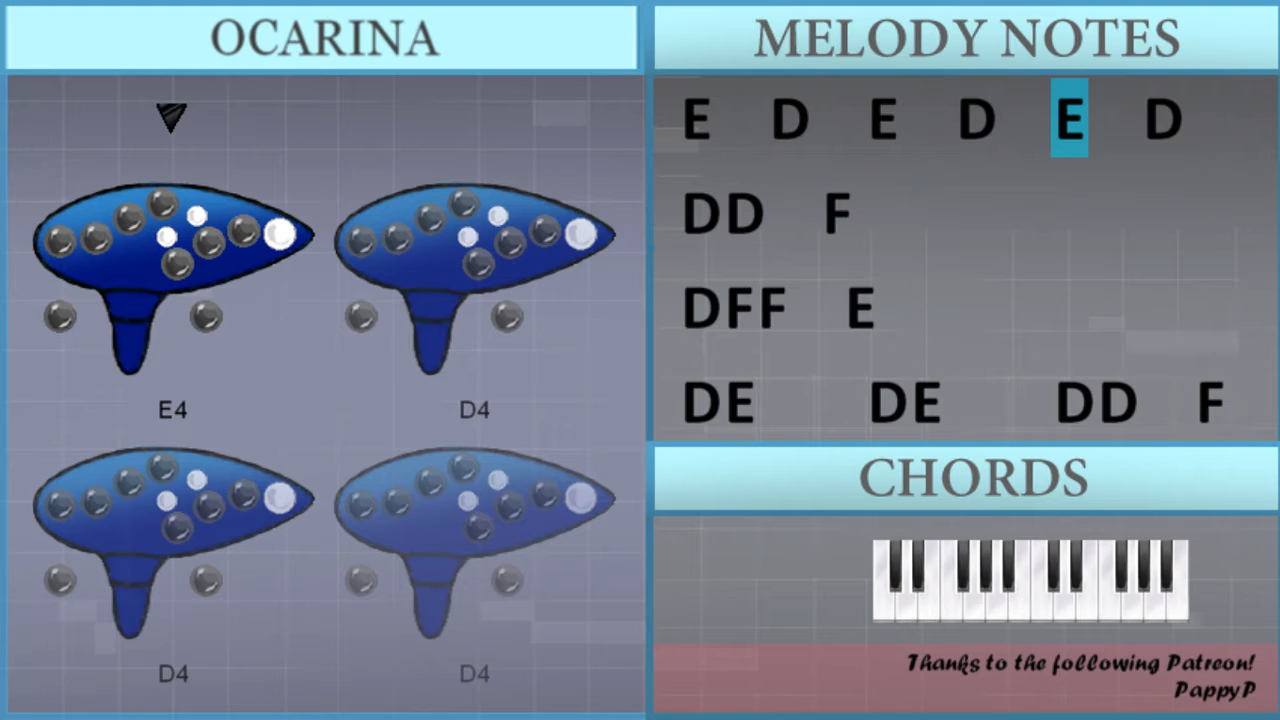 OCARINA
E4 D4
D4 D4
MELODY NOTES
E D E D E D
DD F
DFF E
DE DE DD F
CHORDS
Thanks to the following Patreon!
PappyP